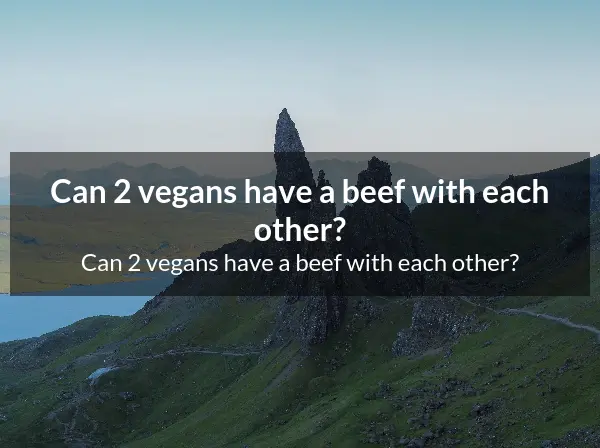 Can 2 vegans have a beef with each
other?
Can 2 vegans have a beef with each other?